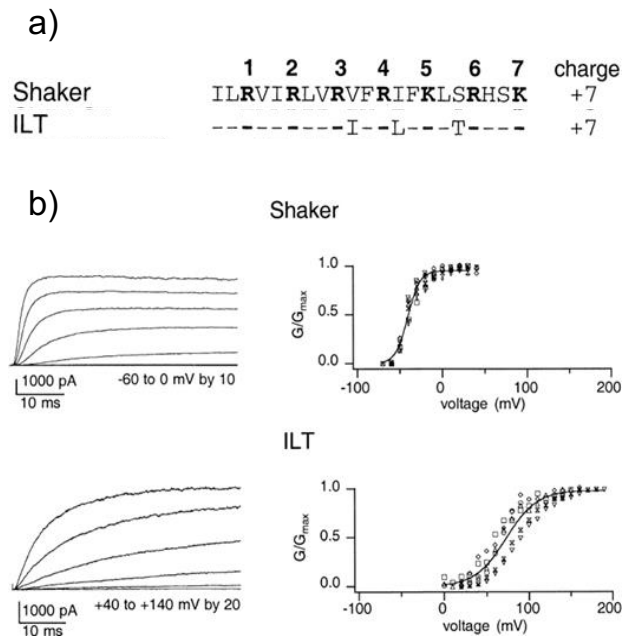 a)
1 2 3 4 5 6 7 charge
Shaker ILRVIRLVRVFRIFKLSRHSK +7
ILT ---------I--L---T---- +7
b)
Shaker
1000 pA
10 ms
-60 to 0 mV by 10
G/Gmax
1.0
0.5
0.0
-100 0 100 200
voltage (mV)
ILT
1000 pA
10 ms
+40 to +140 mV by 20
G/Gmax
1.0
0.5
0.0
-100 0 100 200
voltage (mV)